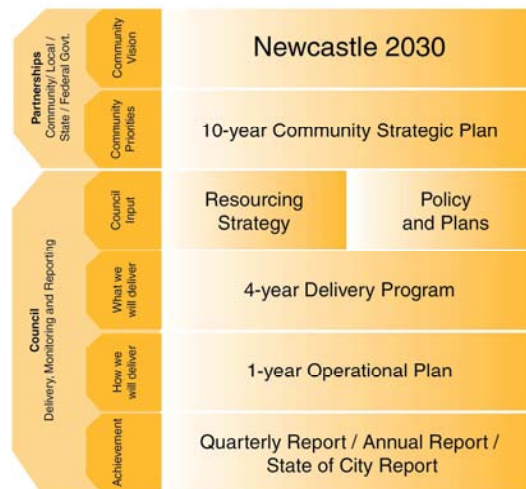 Partnerships
Community/ Local /
State / Federal Govt.
Community
Vision
Newcastle 2030
Community
Priorities
10-year Community Strategic Plan
Council
Delivery, Monitoring and Reporting
Council
Input
Resourcing
Strategy
Policy
and Plans
What we
will deliver
4-year Delivery Program
How we
will deliver
1-year Operational Plan
Achievement
Quarterly Report / Annual Report /
State of City Report